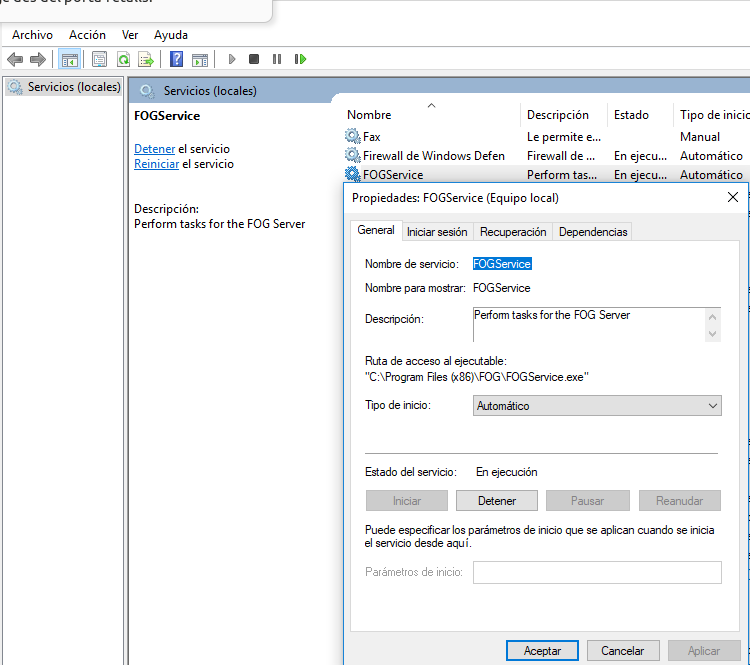 Archivo Acción Ver Ayuda
Servicios (locales)
Servicios (locales)
FOGService
Detener el servicio
Reiniciar el servicio
Descripción:
Perform tasks for the FOG Server
Nombre Descripción Estado Tipo de inicio
Fax Le permite e... Manual
Firewall de Windows Defen Firewall de ... En ejecu... Automático
FOGService Perform tas... En ejecu... Automático
Propiedades: FOGService (Equipo local)
General Iniciar sesión Recuperación Dependencias
Nombre de servicio: FOGService
Nombre para mostrar: FOGService
Descripción: Perform tasks for the FOG Server
Ruta de acceso al ejecutable:
"C:\Program Files (x86)\FOG\FOGService.exe"
Tipo de inicio: Automático
Estado del servicio: En ejecución
Iniciar Detener Pausar Reanudar
Puede especificar los parámetros de inicio que se aplican cuando se inicia
el servicio desde aquí.
Parámetros de inicio:
Aceptar Cancelar Aplicar